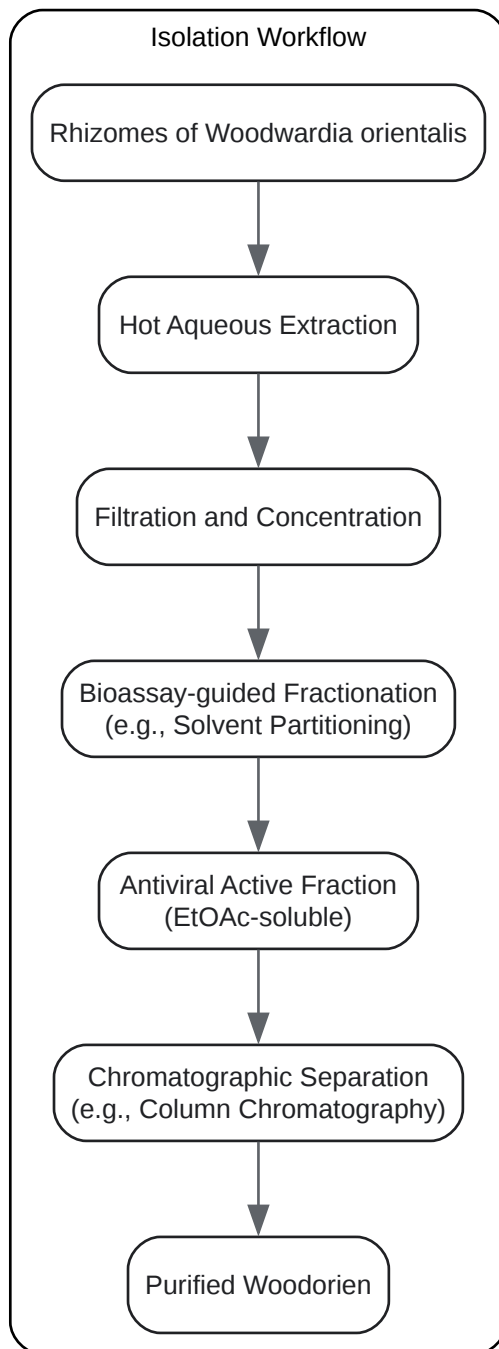 Isolation Workflow
Rhizomes of Woodwardia orientalis
Hot Aqueous Extraction
Filtration and Concentration
Bioassay-guided Fractionation
(e.g., Solvent Partitioning)
Antiviral Active Fraction
(EtOAc-soluble)
Chromatographic Separation
(e.g., Column Chromatography)
Purified Woodorien